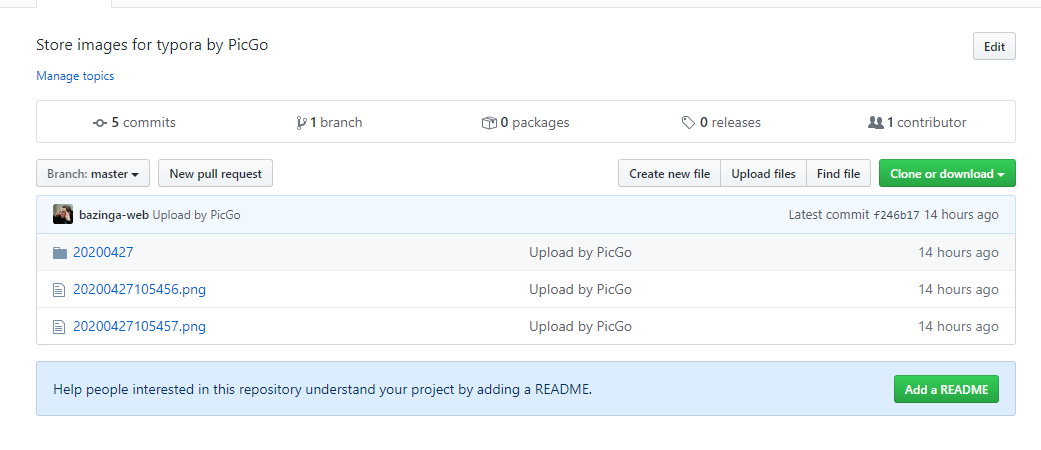 Store images for typora by PicGo
Edit
Manage topics
5 commits 1 branch 0 packages 0 releases 1 contributor
Branch: master New pull request Create new file Upload files Find file Clone or download
bazinga-web Upload by PicGo Latest commit f246b17 14 hours ago
20200427 Upload by PicGo 14 hours ago
20200427105456.png Upload by PicGo 14 hours ago
20200427105457.png Upload by PicGo 14 hours ago
Help people interested in this repository understand your project by adding a README. Add a README